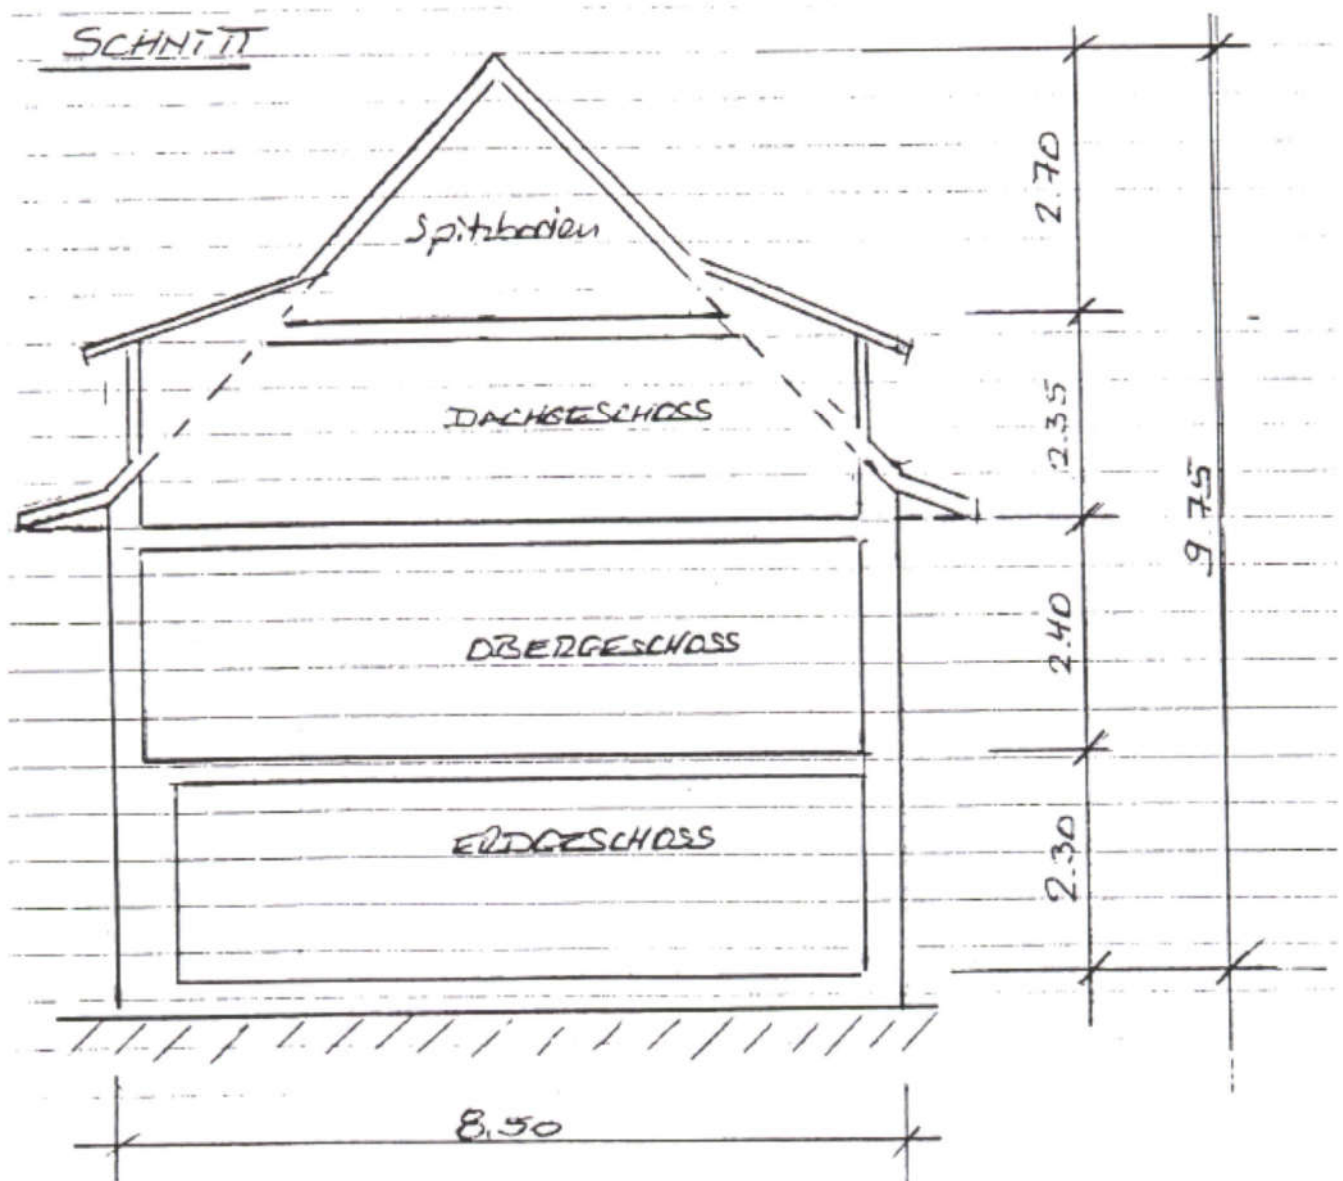 SCHNITT
2.70
Spitzboden
DACHGESCHOSS
2.35
9.75
OBERGESCHOSS
2.40
ERDGESCHOSS
2.30
8.50